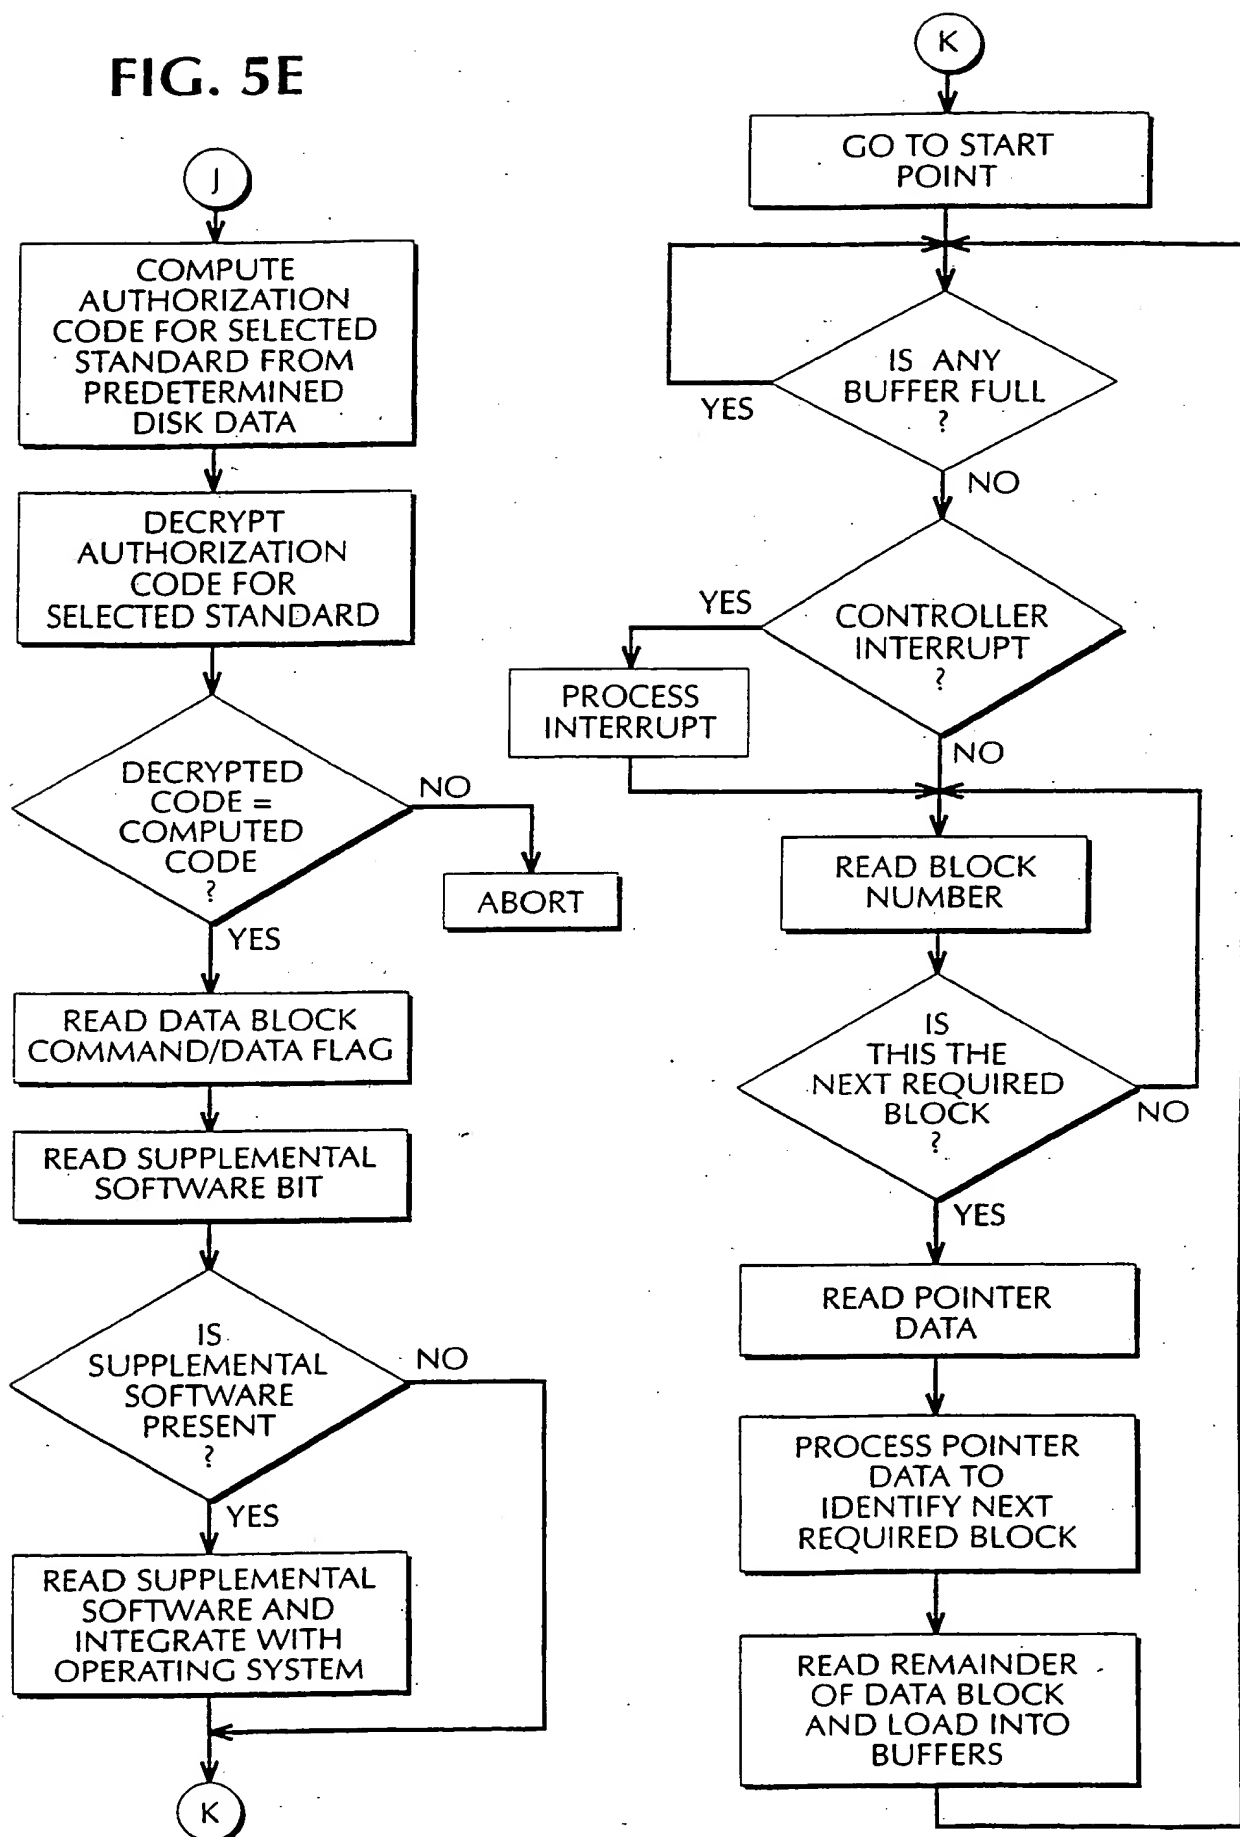 FIG. 5E
J
COMPUTE
AUTHORIZATION
CODE FOR SELECTED
STANDARD FROM
PREDETERMINED
DISK DATA
DECRYPT
AUTHORIZATION
CODE FOR
SELECTED STANDARD
DECRYPTED
CODE =
COMPUTED
CODE
?
NO
ABORT
YES
READ DATA BLOCK
COMMAND/DATA FLAG
READ SUPPLEMENTAL
SOFTWARE BIT
IS
SUPPLEMENTAL
SOFTWARE
PRESENT
?
NO
YES
READ SUPPLEMENTAL
SOFTWARE AND
INTEGRATE WITH
OPERATING SYSTEM
K
K
GO TO START
POINT
IS ANY
BUFFER FULL
?
YES
NO
CONTROLLER
INTERRUPT
?
YES
PROCESS
INTERRUPT
NO
READ BLOCK
NUMBER
IS
THIS THE
NEXT REQUIRED
BLOCK
?
NO
YES
READ POINTER
DATA
PROCESS POINTER
DATA TO
IDENTIFY NEXT
REQUIRED BLOCK
READ REMAINDER
OF DATA BLOCK
AND LOAD INTO
BUFFERS